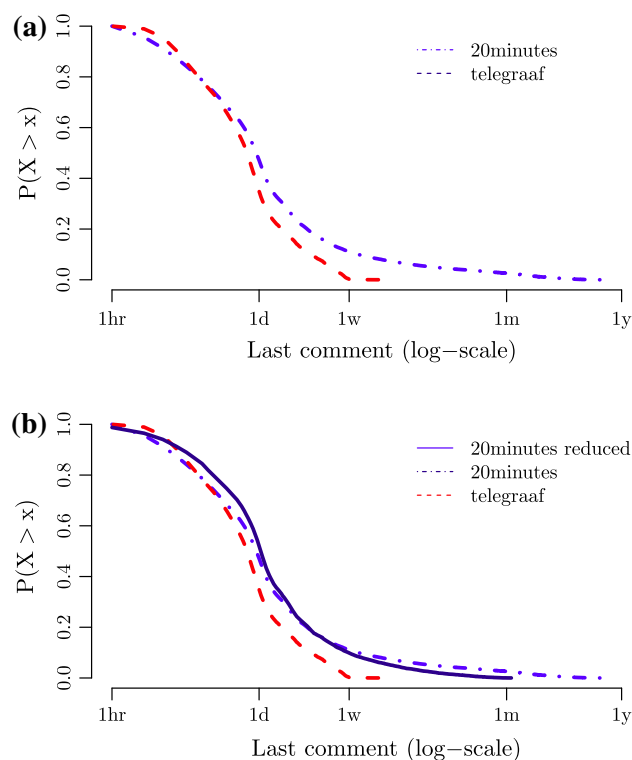 (a)
20minutes
telegraaf
P(X > x)
1.0
0.8
0.6
0.4
0.2
0.0
1hr 1d 1w 1m 1y
Last comment (log−scale)
(b)
20minutes reduced
20minutes
telegraaf
P(X > x)
1.0
0.8
0.6
0.4
0.2
0.0
1hr 1d 1w 1m 1y
Last comment (log−scale)